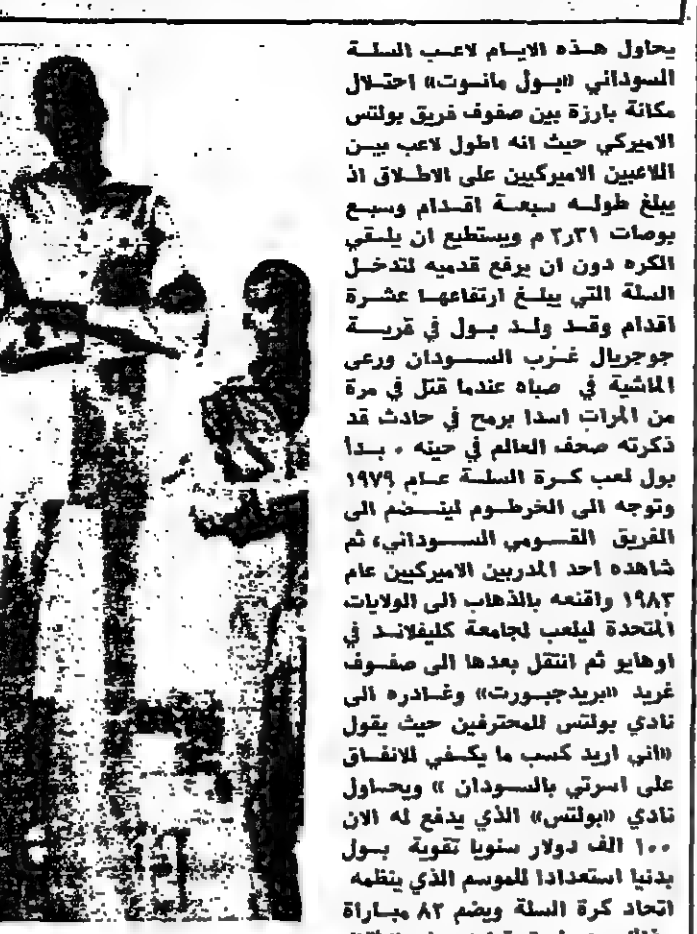 يحاول هذه الايام لاعب السلة
السوداني «بول مانوت» احتلال
مكانة بارزة بين صفوف فريق بولتس
الاميركي حيث انه اطول لاعب بين
اللاعبين الاميركيين على الاطلاق اذ
يبلغ طوله سبعة اقدام وسبع
بوصات ٢٫٣١ م ويستطيع ان يلقي
الكره دون ان يرفع قدميه لتدخل
السلة التي يبلغ ارتفاعها عشرة
اقدام وقد ولد بول في قرية
جوجريال غرب السودان ورعى
الماشية في صباه عندما قتل في مرة
من المرات اسدا برمح في حادث قد
ذكرته صحف العالم في حينه . بدأ
بول لعب كرة السلة عام ١٩٧٩
وتوجه الى الخرطوم لينضم الى
الفريق القومي السوداني، ثم
شاهده احد المدربين الاميركيين عام
١٩٨٣ واقنعه بالذهاب الى الولايات
المتحدة ليلعب لجامعة كليفلاند في
اوهايو ثم انتقل بعدها الى صفوف
غريد «بريدجبورت» وغادره الى
نادي بولتس للمحترفين حيث يقول
«اني اريد كسب ما يكفي للانفاق
على اسرتي بالسودان » ويحاول
نادي «بولتس» الذي يدفع له الان
١٠٠ الف دولار سنويا تقوية بول
بدنيا استعدادا للموسم الذي ينظمه
اتحاد كرة السلة ويضم ٨٢ مباراة